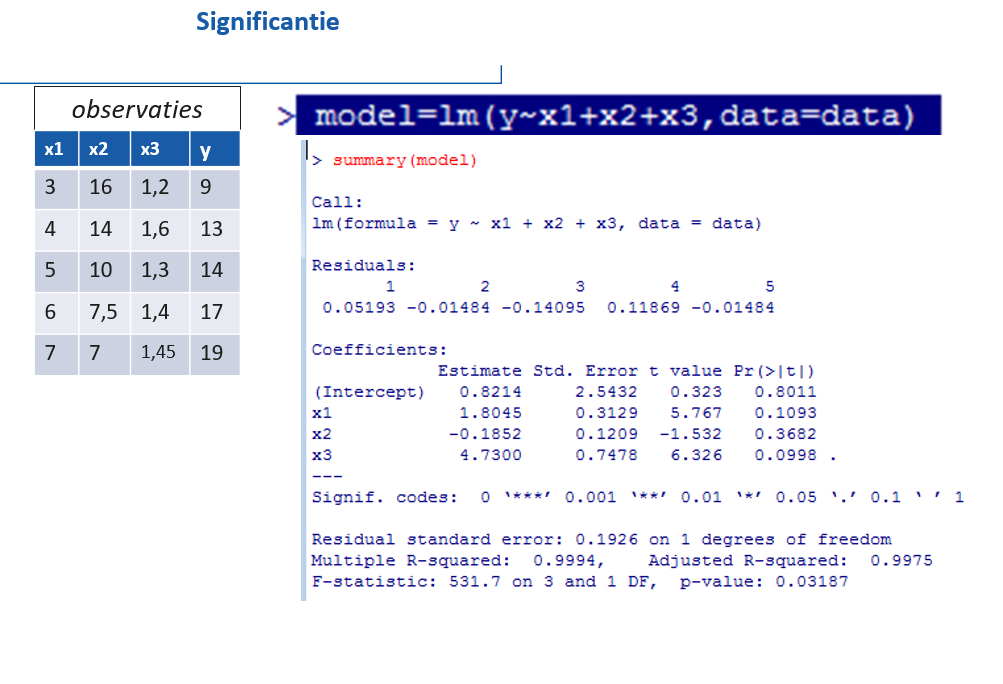 Significantie
observaties
x1 x2 x3 y
3 16 1,2 9
4 14 1,6 13
5 10 1,3 14
6 7,5 1,4 17
7 7 1,45 19
> model=lm(y~x1+x2+x3,data=data)
> summary(model)
Call:
lm(formula = y ~ x1 + x2 + x3, data = data)
Residuals:
1 2 3 4 5
0.05193 -0.01484 -0.14095 0.11869 -0.01484
Coefficients:
Estimate Std. Error t value Pr(>|t|)
(Intercept) 0.8214 2.5432 0.323 0.8011
x1 1.8045 0.3129 5.767 0.1093
x2 -0.1852 0.1209 -1.532 0.3682
x3 4.7300 0.7478 6.326 0.0998 .
---
Signif. codes: 0 ‘***’ 0.001 ‘**’ 0.01 ‘*’ 0.05 ‘.’ 0.1 ‘ ’ 1
Residual standard error: 0.1926 on 1 degrees of freedom
Multiple R-squared: 0.9994, Adjusted R-squared: 0.9975
F-statistic: 531.7 on 3 and 1 DF, p-value: 0.03187